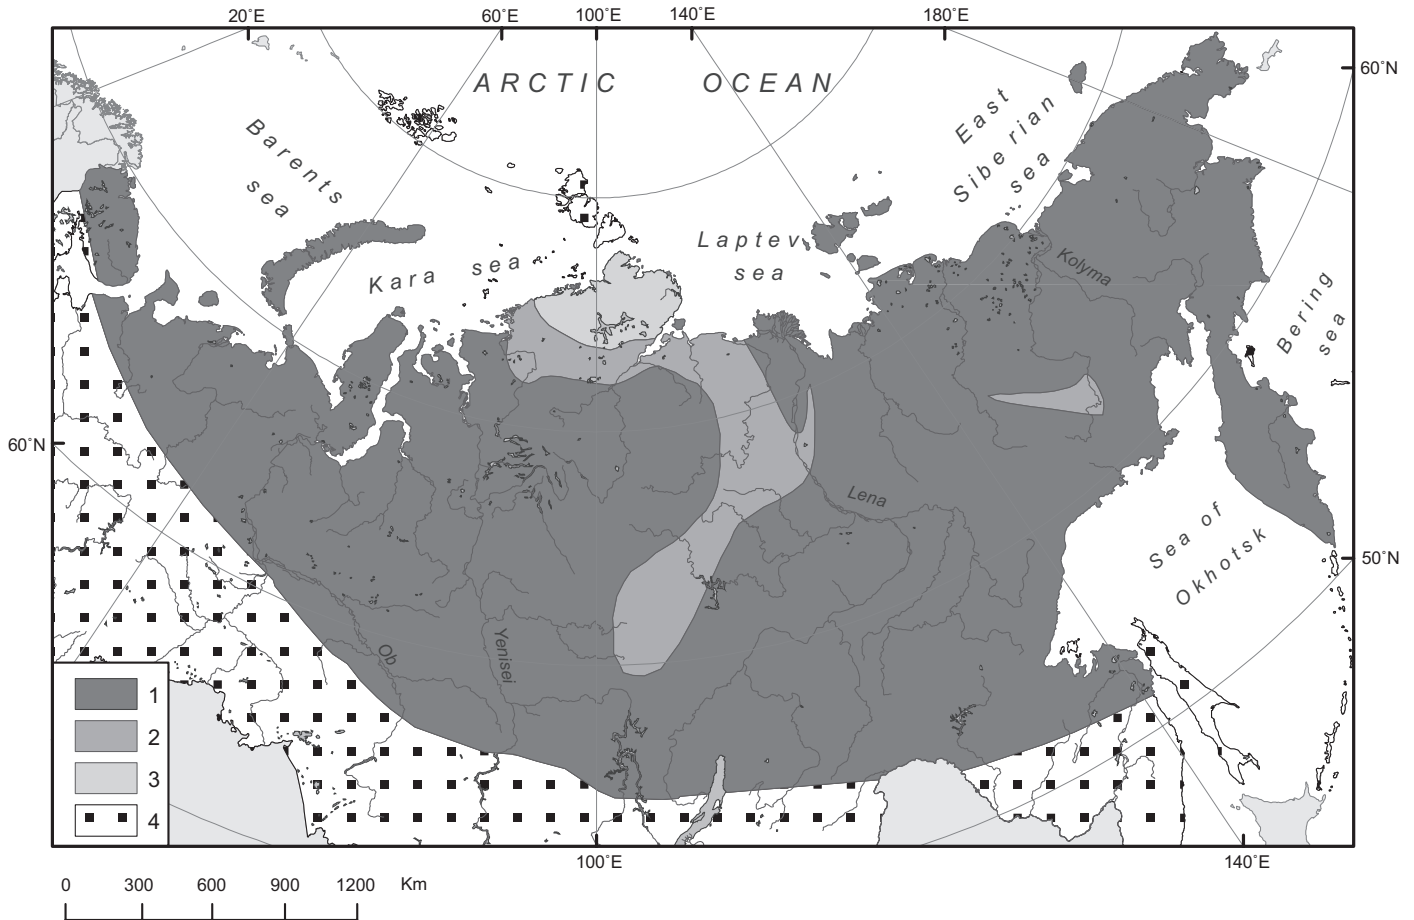 20°E
60°E
100°E
140°E
180°E
60°N
ARCTIC OCEAN
Barents
sea
East
Sibe rian
sea
Laptev
sea
Kara sea
Kolyma
Bering
sea
60°N
Lena
Sea of
Okhotsk
50°N
Ob
Yenisei
1
2
3
4
100°E
140°E
0 300 600 900 1200 Km